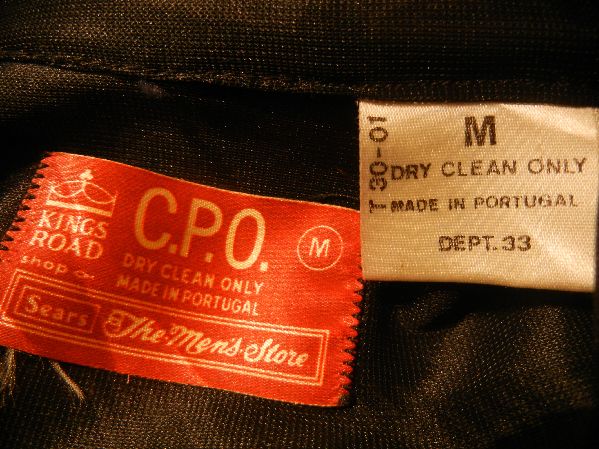 KINGS
ROAD
shop
C.P.O.
DRY CLEAN ONLY
MADE IN PORTUGAL
M
Sears The Men's Store
1 30-01
M
DRY CLEAN ONLY
MADE IN PORTUGAL
DEPT. 33